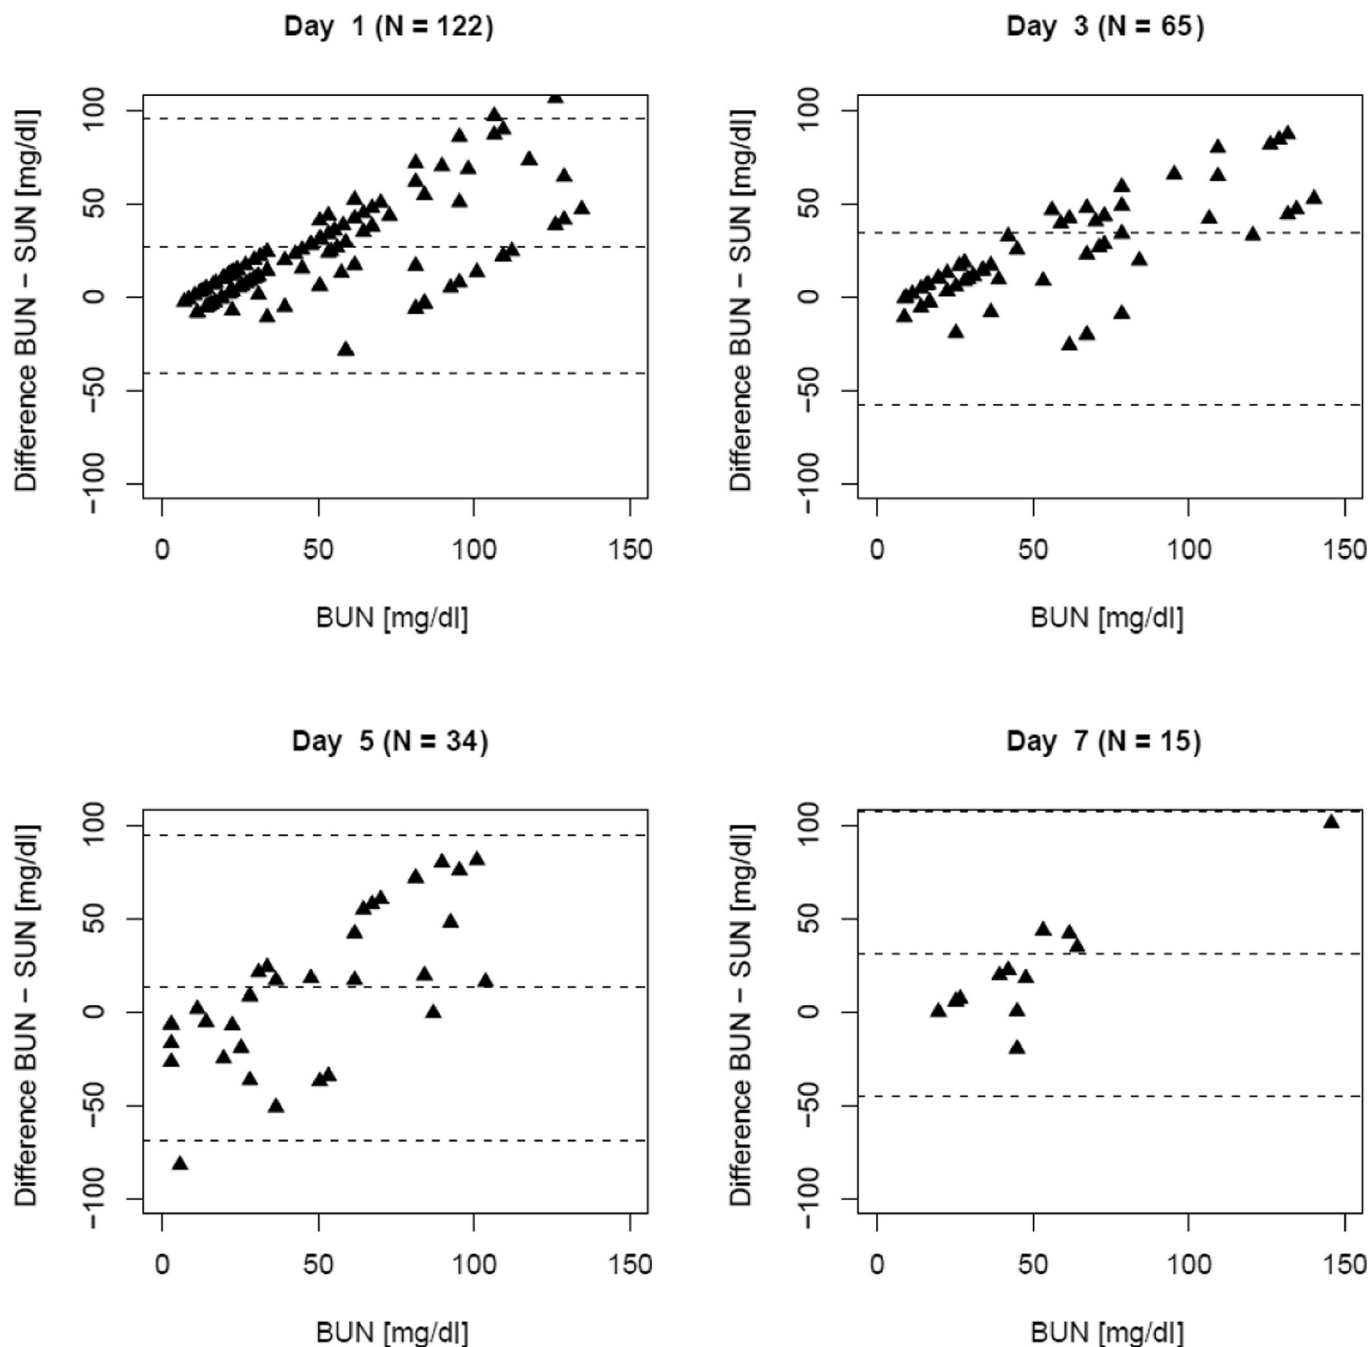 Day 1 (N = 122)
Difference BUN − SUN [mg/dl]
100
50
0
−50
−100
0 50 100 150
BUN [mg/dl]
Day 3 (N = 65)
Difference BUN − SUN [mg/dl]
100
50
0
−50
−100
0 50 100 150
BUN [mg/dl]
Day 5 (N = 34)
Difference BUN − SUN [mg/dl]
100
50
0
−50
−100
0 50 100 150
BUN [mg/dl]
Day 7 (N = 15)
Difference BUN − SUN [mg/dl]
100
50
0
−50
−100
0 50 100 150
BUN [mg/dl]